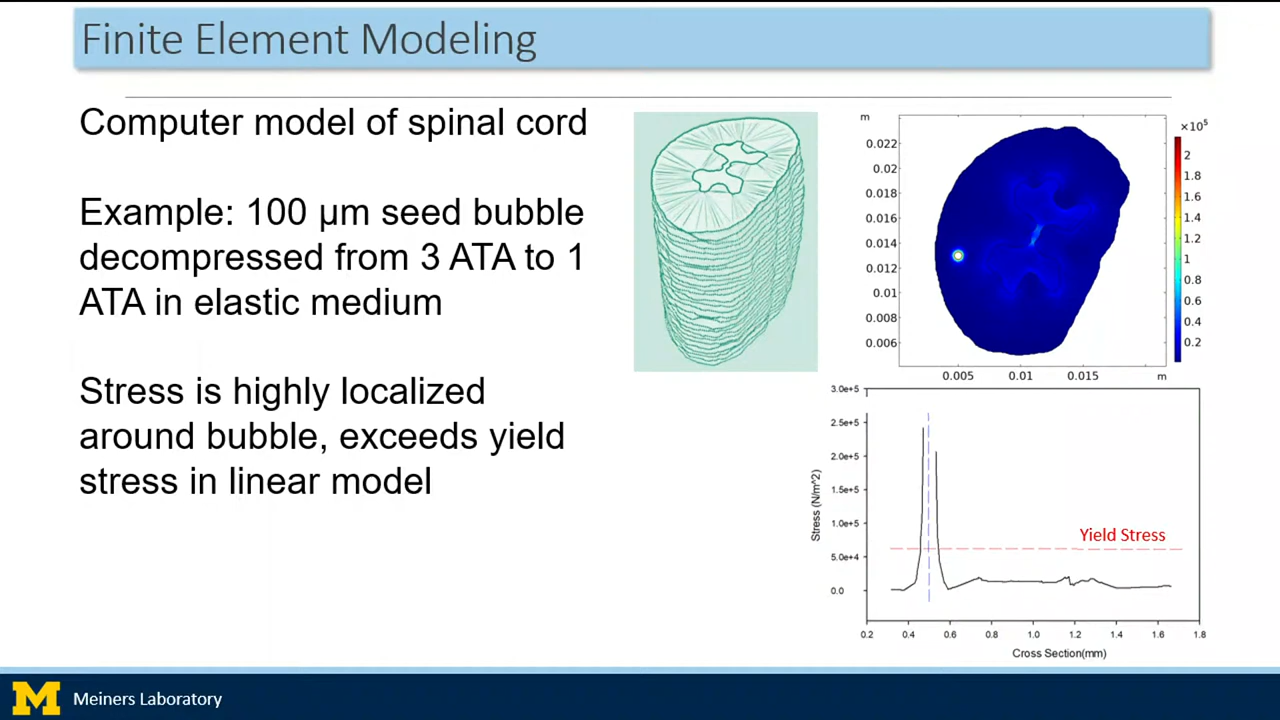 Finite Element Modeling
Computer model of spinal cord
Example: 100 µm seed bubble
decompressed from 3 ATA to 1
ATA in elastic medium
Stress is highly localized
around bubble, exceeds yield
stress in linear model
m
0.022
0.02
0.018
0.016
0.014
0.012
0.01
0.008
0.006
0.005
0.01
0.015
m
×10⁵
2
1.8
1.6
1.4
1.2
1
0.8
0.6
0.4
0.2
3.0e+5
2.5e+5
2.0e+5
1.5e+5
1.0e+5
5.0e+4
0.0
Stress (N/m^2)
Yield Stress
0.2
0.4
0.6
0.8
1.0
1.2
1.4
1.6
1.8
Cross Section(mm)
M
Meiners Laboratory